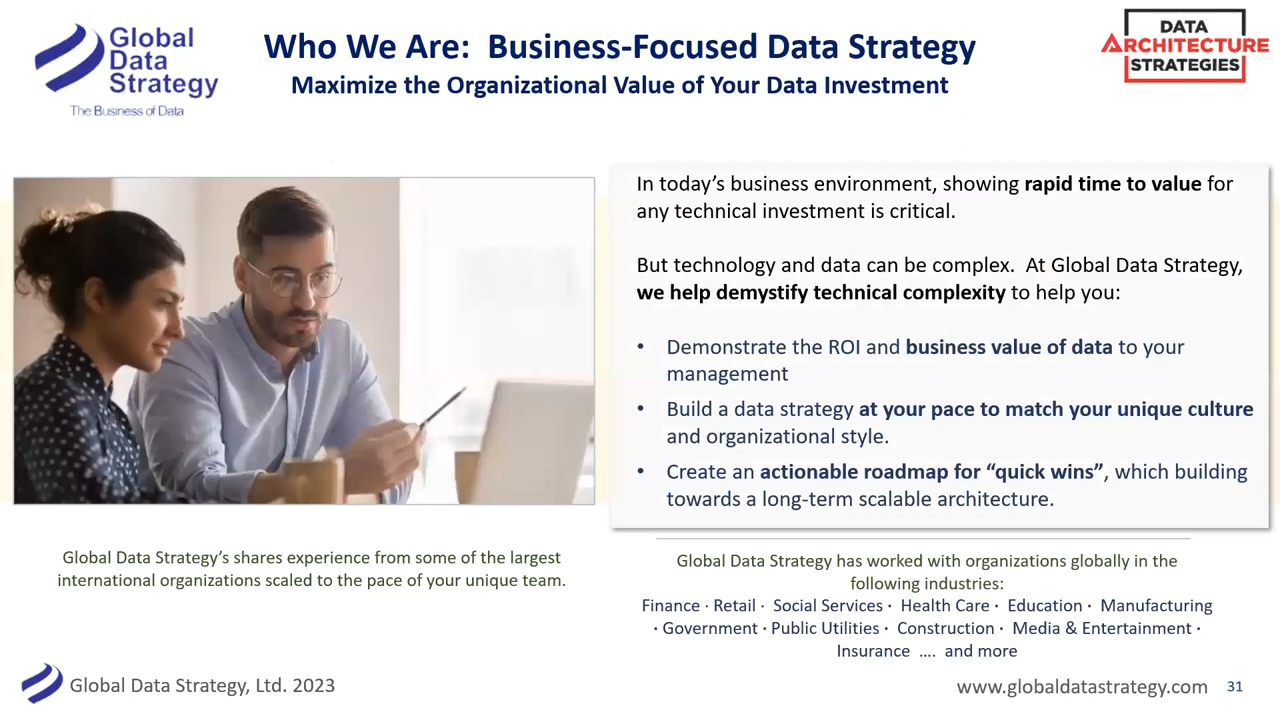 Global
Data
Strategy
The Business of Data
Who We Are:  Business-Focused Data Strategy
Maximize the Organizational Value of Your Data Investment
DATA
ARCHITECTURE
STRATEGIES
In today’s business environment, showing rapid time to value for
any technical investment is critical.
But technology and data can be complex.  At Global Data Strategy,
we help demystify technical complexity to help you:
• Demonstrate the ROI and business value of data to your
management
• Build a data strategy at your pace to match your unique culture
and organizational style.
• Create an actionable roadmap for “quick wins”, which building
towards a long-term scalable architecture.
Global Data Strategy’s shares experience from some of the largest
international organizations scaled to the pace of your unique team.
Global Data Strategy has worked with organizations globally in the
following industries:
Finance · Retail ·  Social Services ·  Health Care ·  Education ·  Manufacturing
· Government · Public Utilities ·  Construction ·  Media & Entertainment ·
Insurance  ....  and more
Global Data Strategy, Ltd. 2023
www.globaldatastrategy.com
31